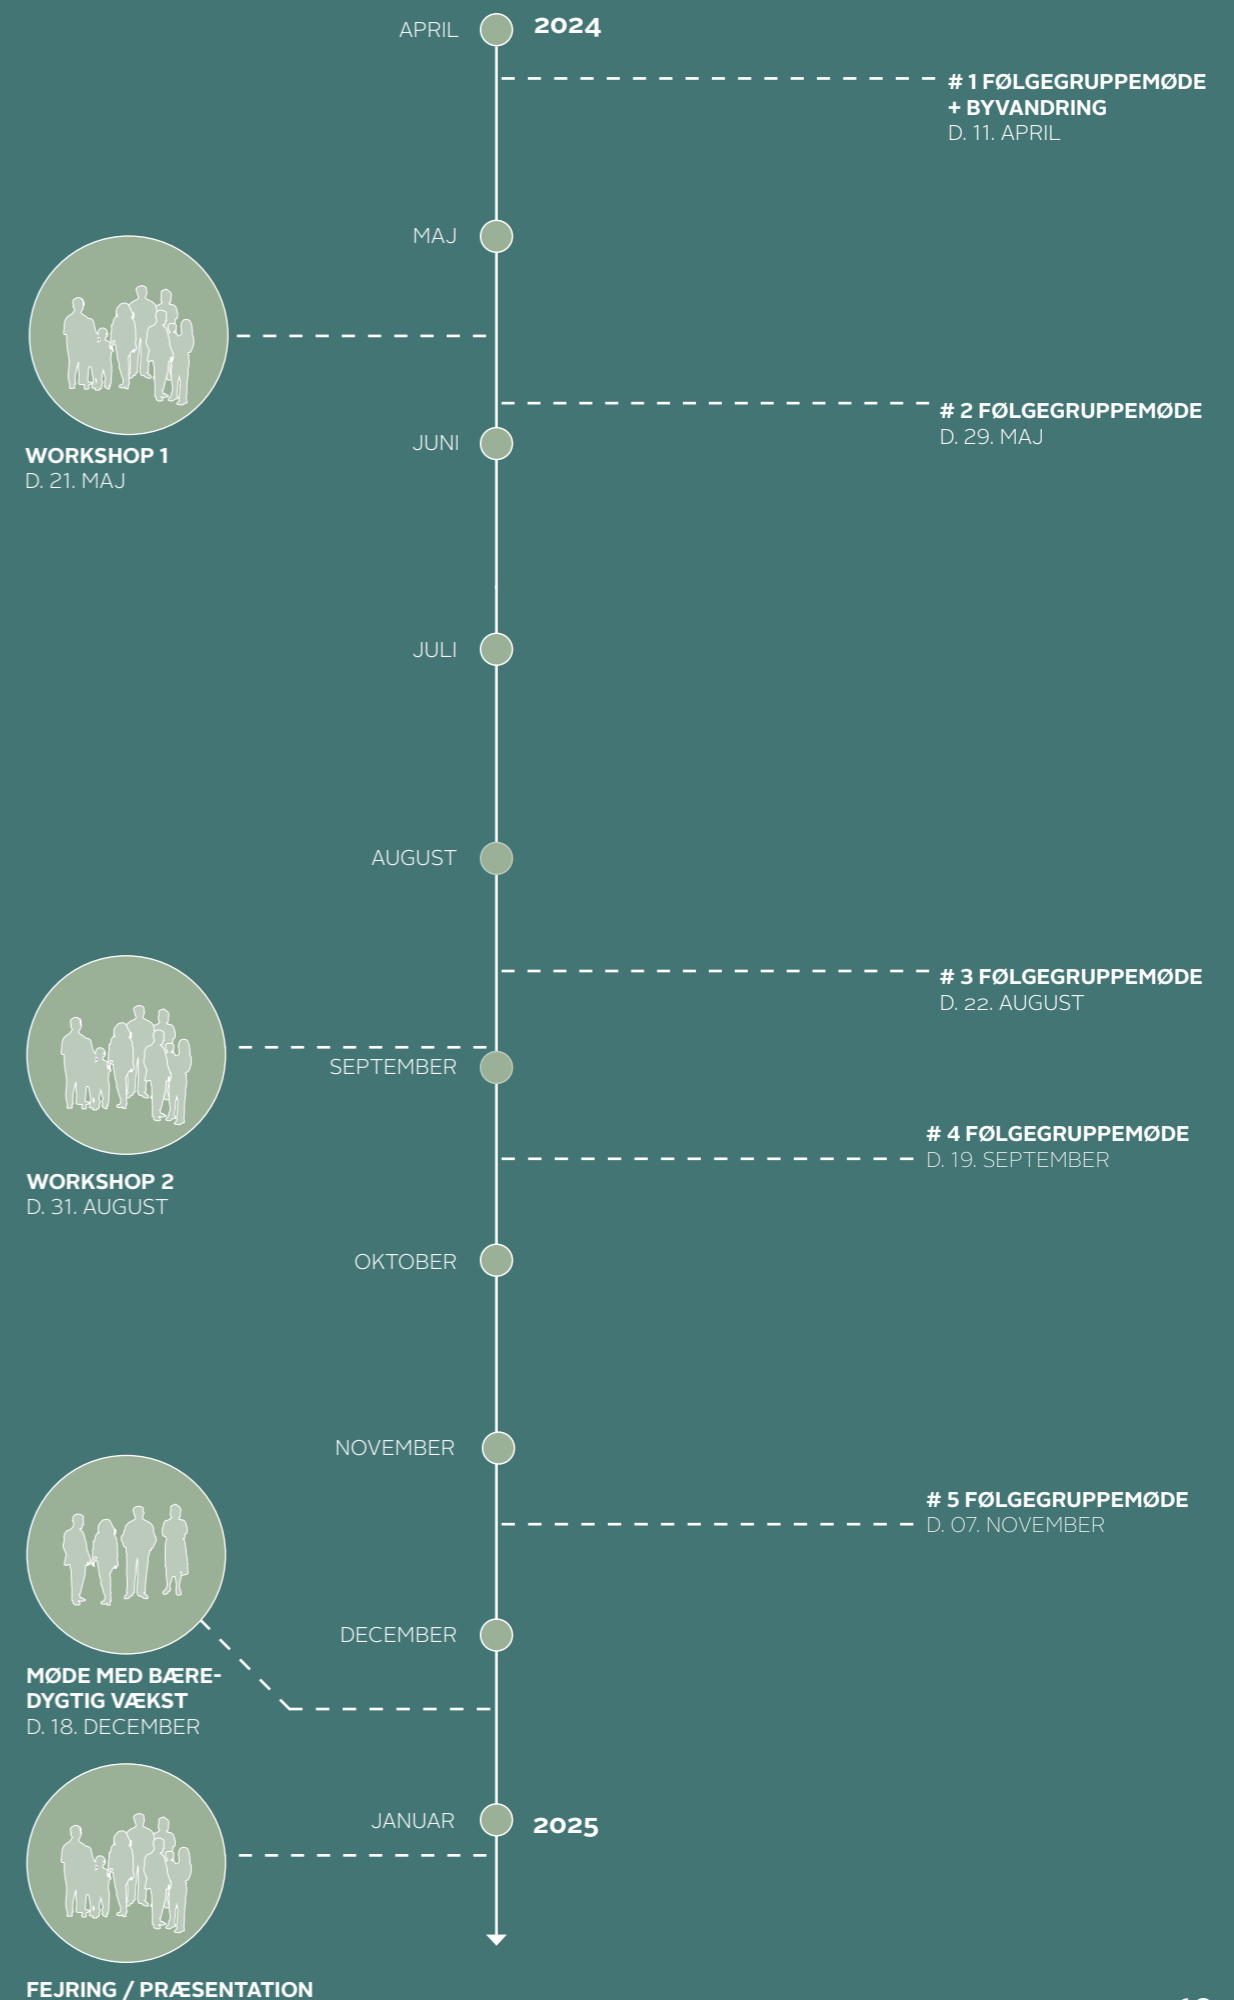 APRIL
2024
# 1 FØLGEGRUPPEMØDE
+ BYVANDRING
D. 11. APRIL
MAJ
WORKSHOP 1
D. 21. MAJ
# 2 FØLGEGRUPPEMØDE
D. 29. MAJ
JUNI
JULI
AUGUST
# 3 FØLGEGRUPPEMØDE
D. 22. AUGUST
SEPTEMBER
WORKSHOP 2
D. 31. AUGUST
# 4 FØLGEGRUPPEMØDE
D. 19. SEPTEMBER
OKTOBER
NOVEMBER
# 5 FØLGEGRUPPEMØDE
D. 07. NOVEMBER
DECEMBER
MØDE MED BÆRE-
DYGTIG VÆKST
D. 18. DECEMBER
JANUAR
2025
FEJRING / PRÆSENTATION